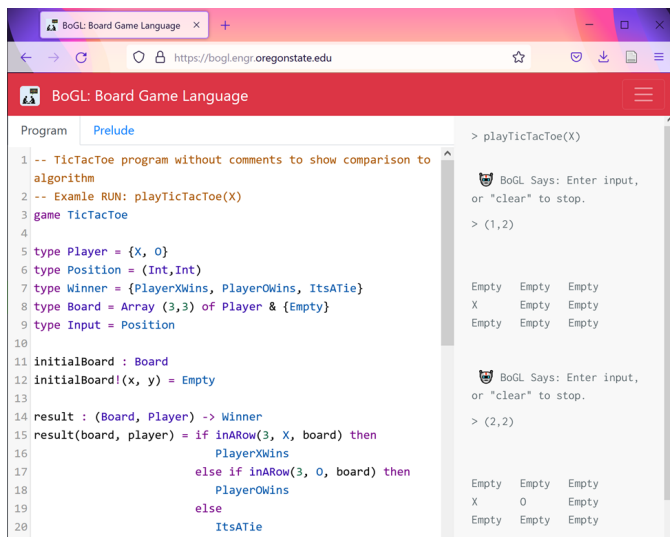 BoGL: Board Game Language
https://bogl.engr.oregonstate.edu
BoGL: Board Game Language
Program Prelude
1 -- TicTacToe program without comments to show comparison to
algorithm
2 -- Examle RUN: playTicTacToe(X)
3 game TicTacToe
4
5 type Player = {X, O}
6 type Position = (Int,Int)
7 type Winner = {PlayerXWins, PlayerOWins, ItsATie}
8 type Board = Array (3,3) of Player & {Empty}
9 type Input = Position
10
11 initialBoard : Board
12 initialBoard!(x, y) = Empty
13
14 result : (Board, Player) -> Winner
15 result(board, player) = if inARow(3, X, board) then
16 PlayerXWins
17 else if inARow(3, O, board) then
18 PlayerOWins
19 else
20 ItsATie
> playTicTacToe(X)
BoGL Says: Enter input,
or "clear" to stop.
> (1,2)
Empty Empty Empty
X Empty Empty
Empty Empty Empty
BoGL Says: Enter input,
or "clear" to stop.
> (2,2)
Empty Empty Empty
X O Empty
Empty Empty Empty